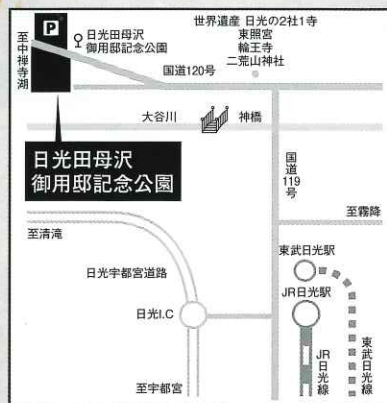 世界遺産 日光の2社1寺
東照宮
輪王寺
二荒山神社
P
日光田母沢
御用邸記念公園
至中禅寺湖
国道120号
大谷川
神橋
日光田母沢
御用邸記念公園
国道
119
号
至霧降
至清滝
東武日光駅
日光宇都宮道路
JR日光駅
日光I.C
JR日光線
東武日光線
至宇都宮